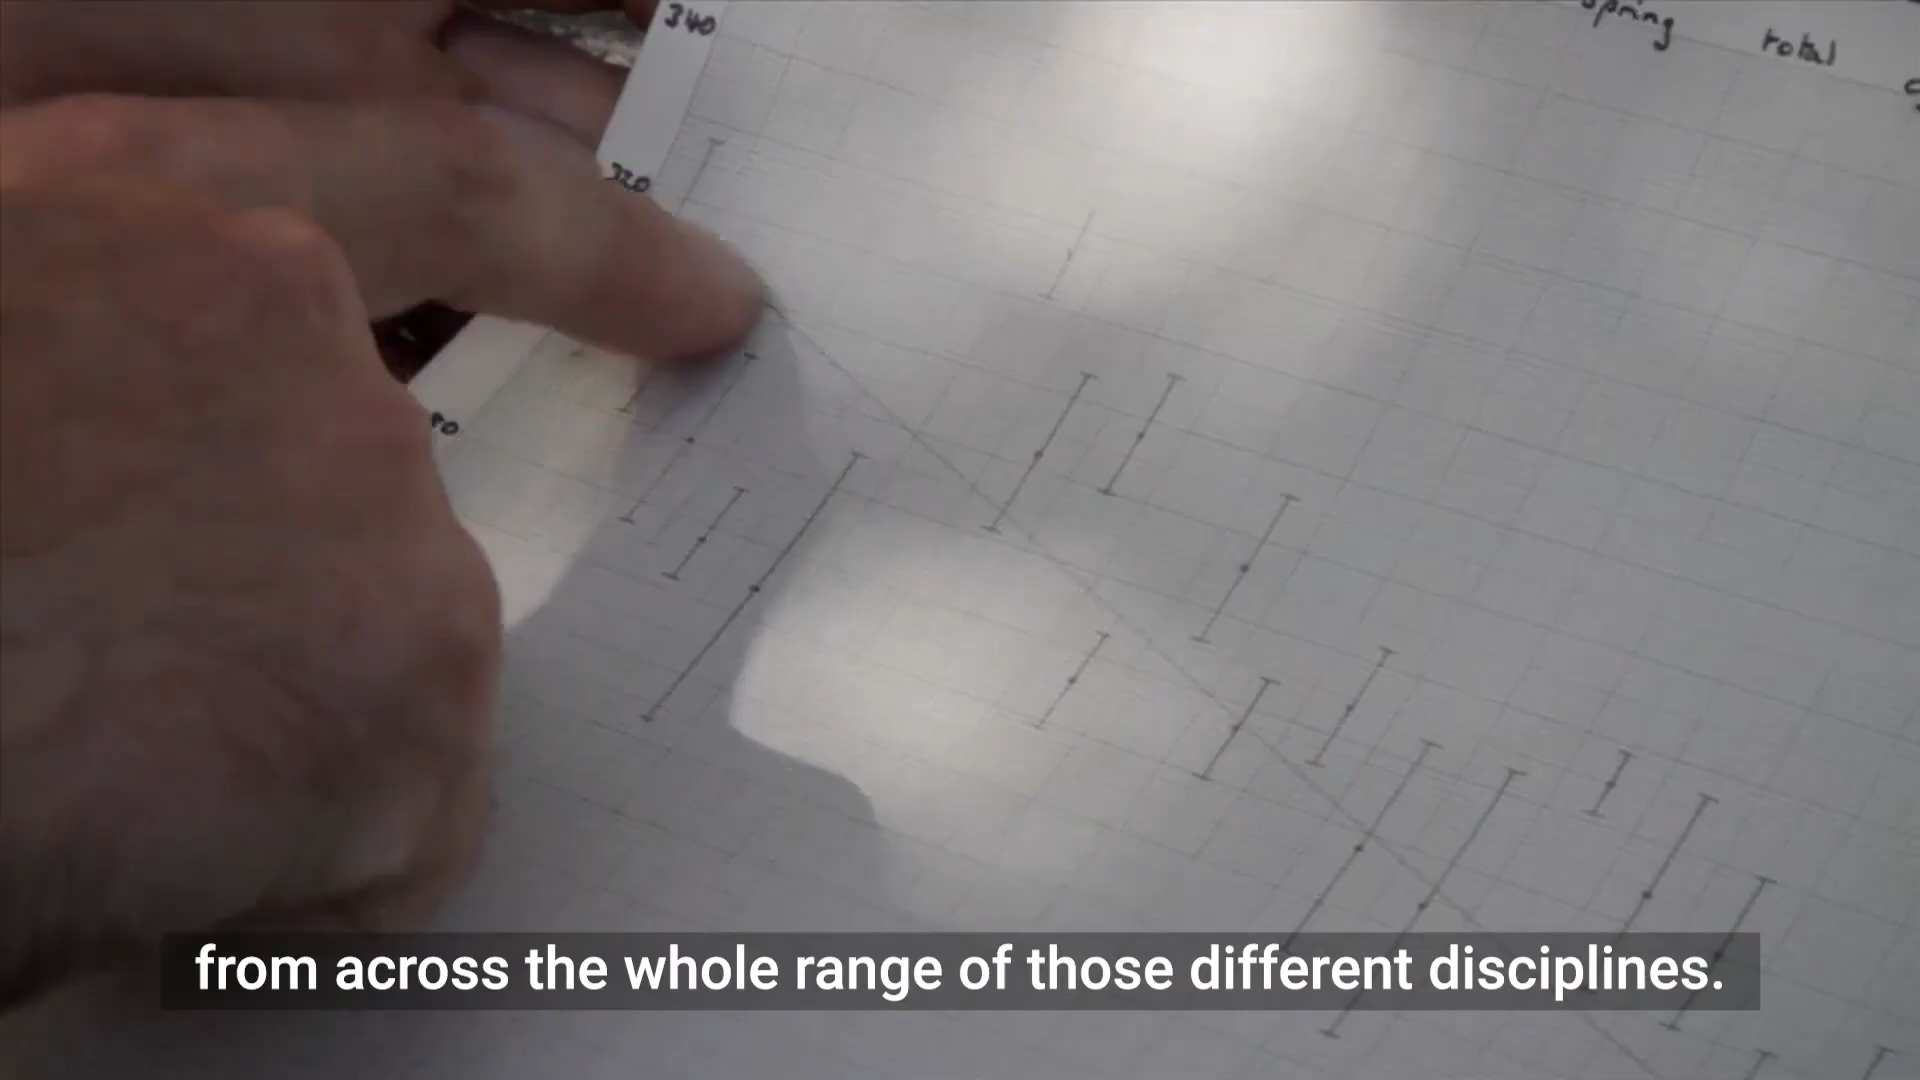 340
spring total
320
from across the whole range of those different disciplines.